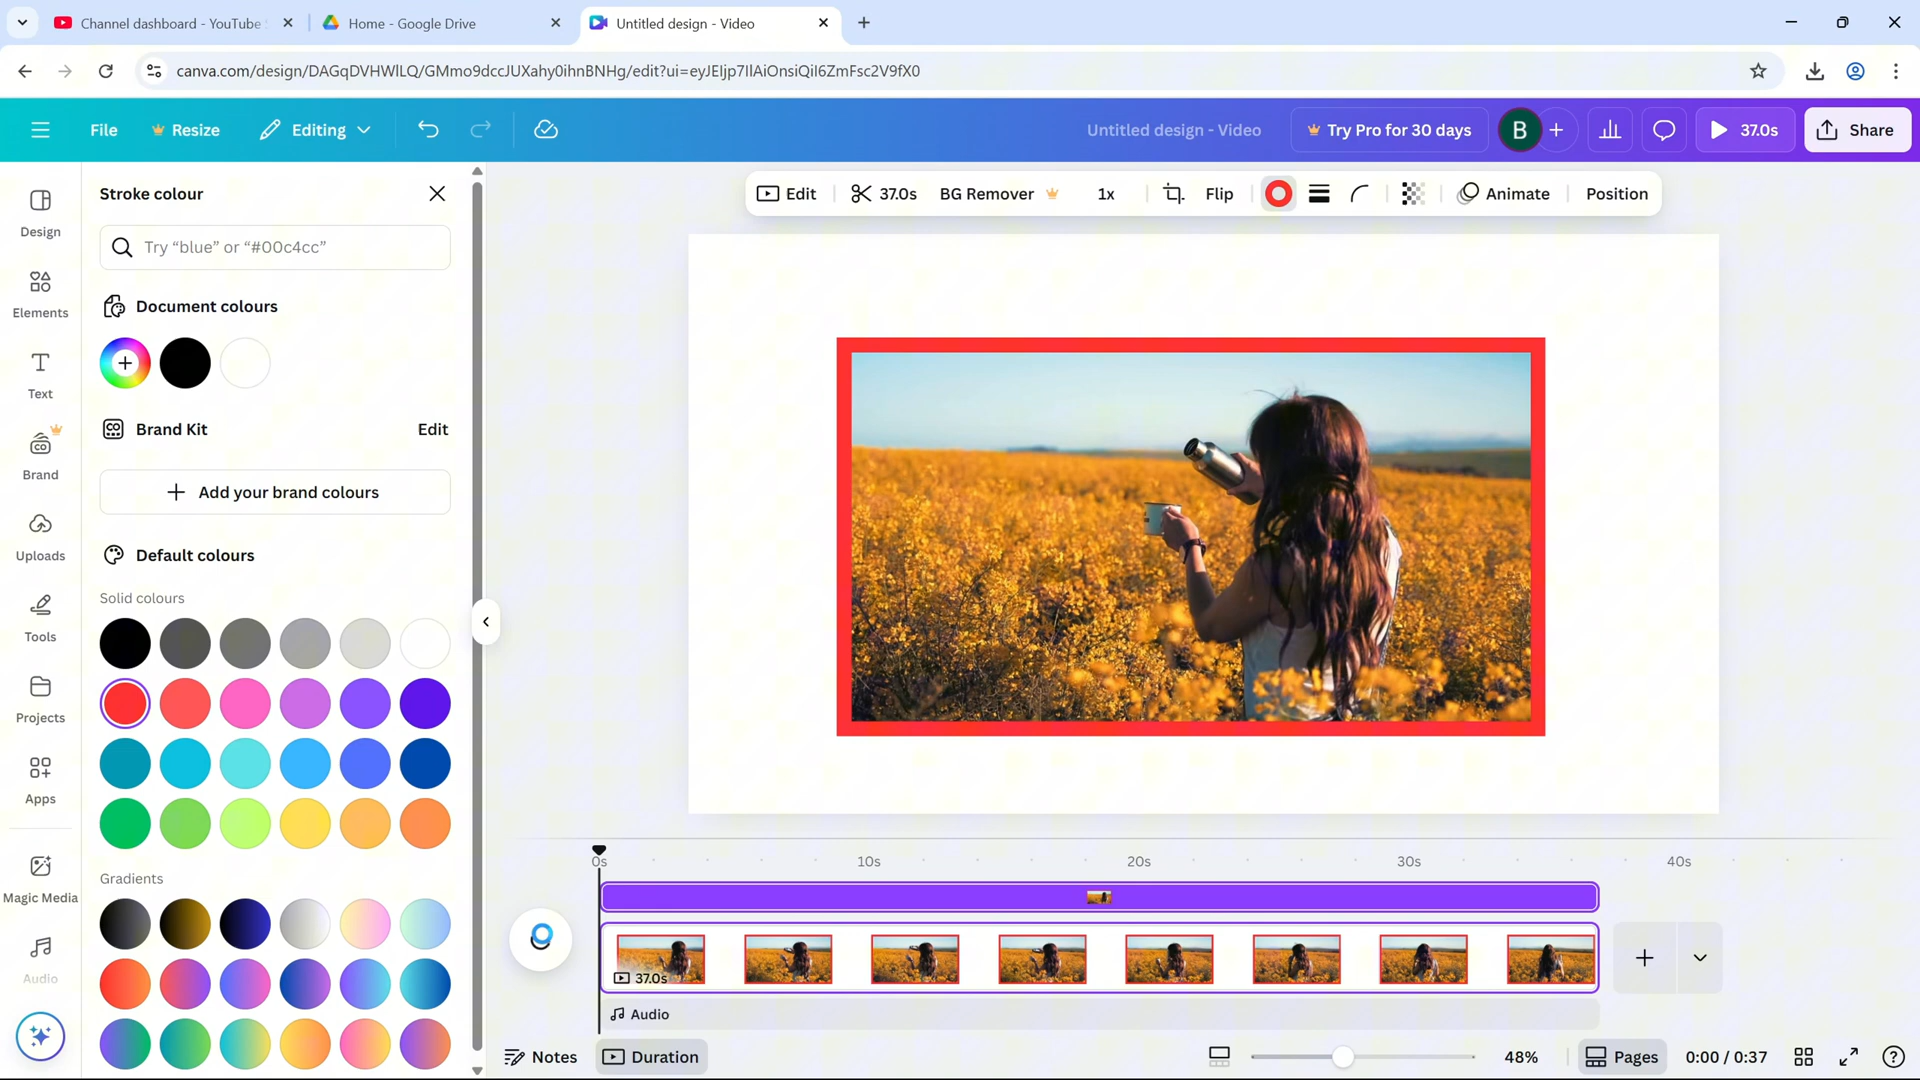 Channel dashboard - YouTube S
Home - Google Drive
Untitled design - Video
canva.com/design/DAGqDVHWlLQ/GMmo9dccJUXahy0ihnBNHg/edit?ui=eyJEIjp7IlAiOnsiQiI6ZmFsc2V9fX0
File
Resize
Editing
Untitled design - Video
Try Pro for 30 days
B
37.0s
Share
Stroke colour
Edit
37.0s
BG Remover
1x
Flip
Animate
Position
Try “blue” or “#00c4cc”
Document colours
Brand Kit
Edit
Add your brand colours
Default colours
Solid colours
Gradients
Design
Elements
Text
Brand
Uploads
Tools
Projects
Apps
Magic Media
Audio
0s
10s
20s
30s
40s
37.0s
Audio
Notes
Duration
48%
Pages
0:00 / 0:37